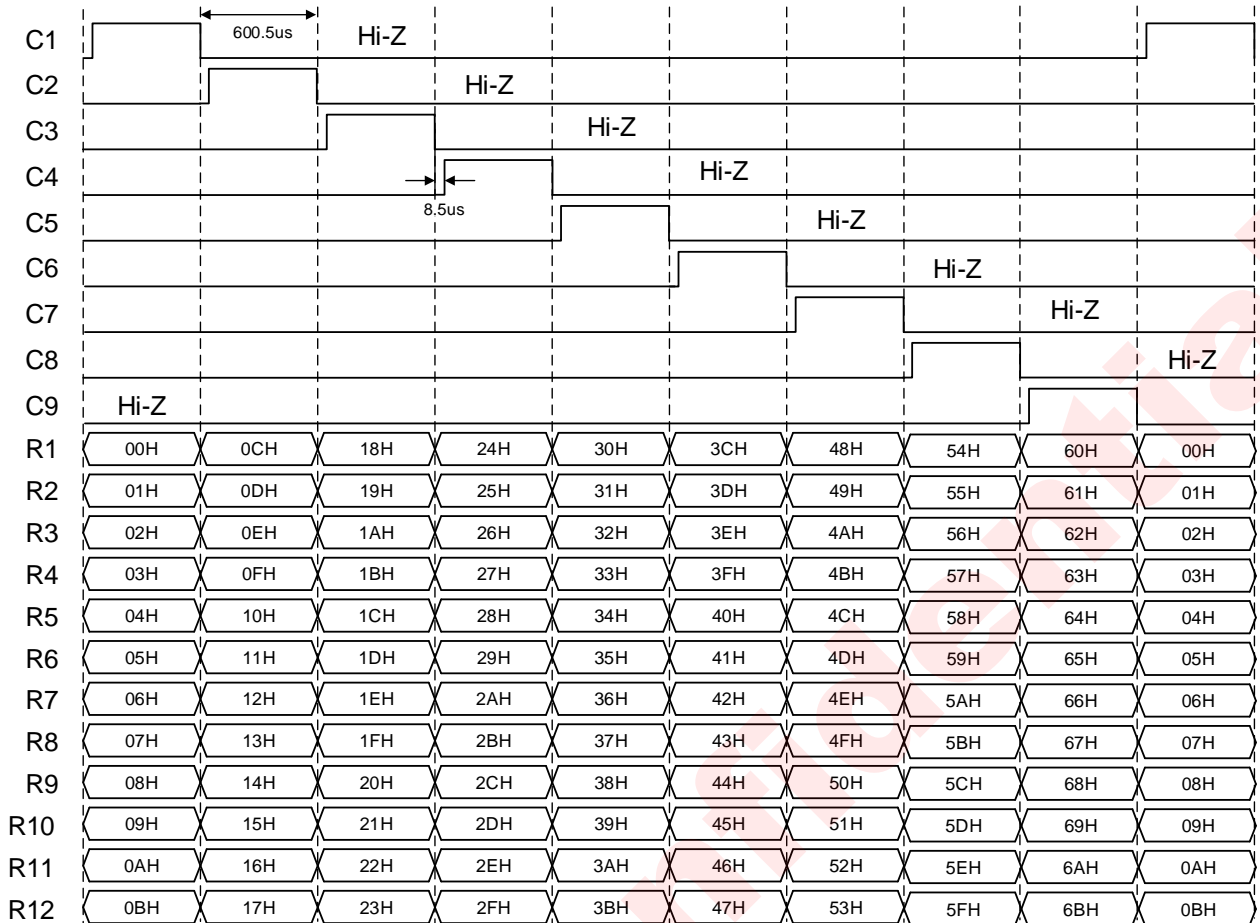 C1 600.5us Hi-Z
C2 Hi-Z
C3 Hi-Z
C4 Hi-Z
8.5us
C5 Hi-Z
C6 Hi-Z
C7 Hi-Z
C8 Hi-Z
C9 Hi-Z
R1 00H 0CH 18H 24H 30H 3CH 48H 54H 60H 00H
R2 01H 0DH 19H 25H 31H 3DH 49H 55H 61H 01H
R3 02H 0EH 1AH 26H 32H 3EH 4AH 56H 62H 02H
R4 03H 0FH 1BH 27H 33H 3FH 4BH 57H 63H 03H
R5 04H 10H 1CH 28H 34H 40H 4CH 58H 64H 04H
R6 05H 11H 1DH 29H 35H 41H 4DH 59H 65H 05H
R7 06H 12H 1EH 2AH 36H 42H 4EH 5AH 66H 06H
R8 07H 13H 1FH 2BH 37H 43H 4FH 5BH 67H 07H
R9 08H 14H 20H 2CH 38H 44H 50H 5CH 68H 08H
R10 09H 15H 21H 2DH 39H 45H 51H 5DH 69H 09H
R11 0AH 16H 22H 2EH 3AH 46H 52H 5EH 6AH 0AH
R12 0BH 17H 23H 2FH 3BH 47H 53H 5FH 6BH 0BH
nfidentia